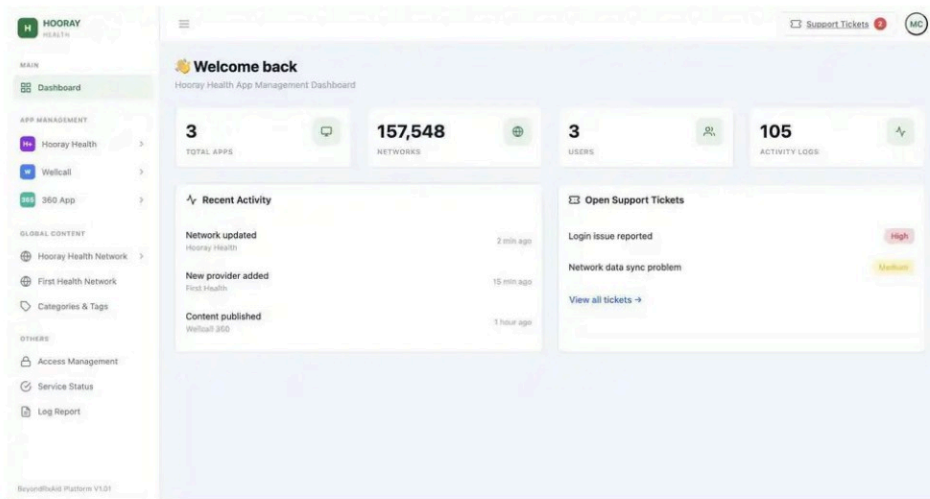 H
HOORAY
HEALTH
Support Tickets 2
MC
MAIN
Dashboard
APP MANAGEMENT
H+ Hooray Health
W Wellcall
365 360 App
GLOBAL CONTENT
Hooray Health Network
First Health Network
Categories & Tags
OTHERS
Access Management
Service Status
Log Report
Platform V1.01
Welcome back
Hooray Health App Management Dashboard
3
TOTAL APPS
157,548
NETWORKS
3
USERS
105
ACTIVITY LOGS
Recent Activity
Network updated
Hooray Health
2 min ago
New provider added
First Health
15 min ago
Content published
Wellcall 360
1 hour ago
Open Support Tickets
Login issue reported
High
Network data sync problem
Medium
View all tickets →